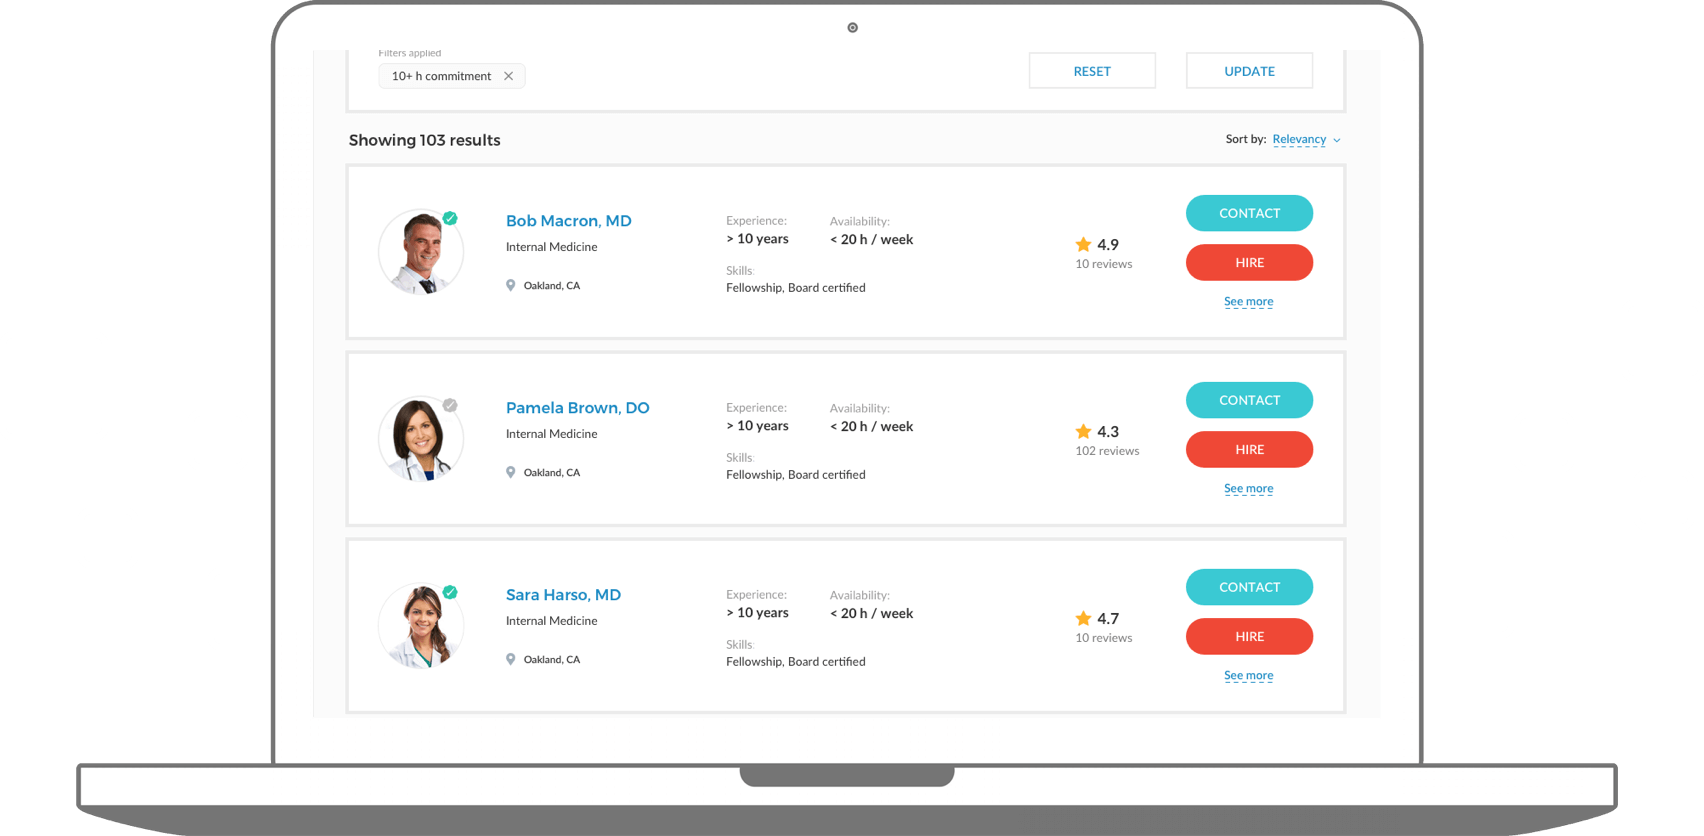 Filters applied
10+ h commitment
RESET
UPDATE
Showing 103 results
Sort by: Relevancy
Bob Macron, MD
Internal Medicine
Oakland, CA
Experience:
> 10 years
Availability:
< 20 h / week
Skills:
Fellowship, Board certified
4.9
10 reviews
CONTACT
HIRE
See more
Pamela Brown, DO
Internal Medicine
Oakland, CA
Experience:
> 10 years
Availability:
< 20 h / week
Skills:
Fellowship, Board certified
4.3
102 reviews
CONTACT
HIRE
See more
Sara Harso, MD
Internal Medicine
Oakland, CA
Experience:
> 10 years
Availability:
< 20 h / week
Skills:
Fellowship, Board certified
4.7
10 reviews
CONTACT
HIRE
See more